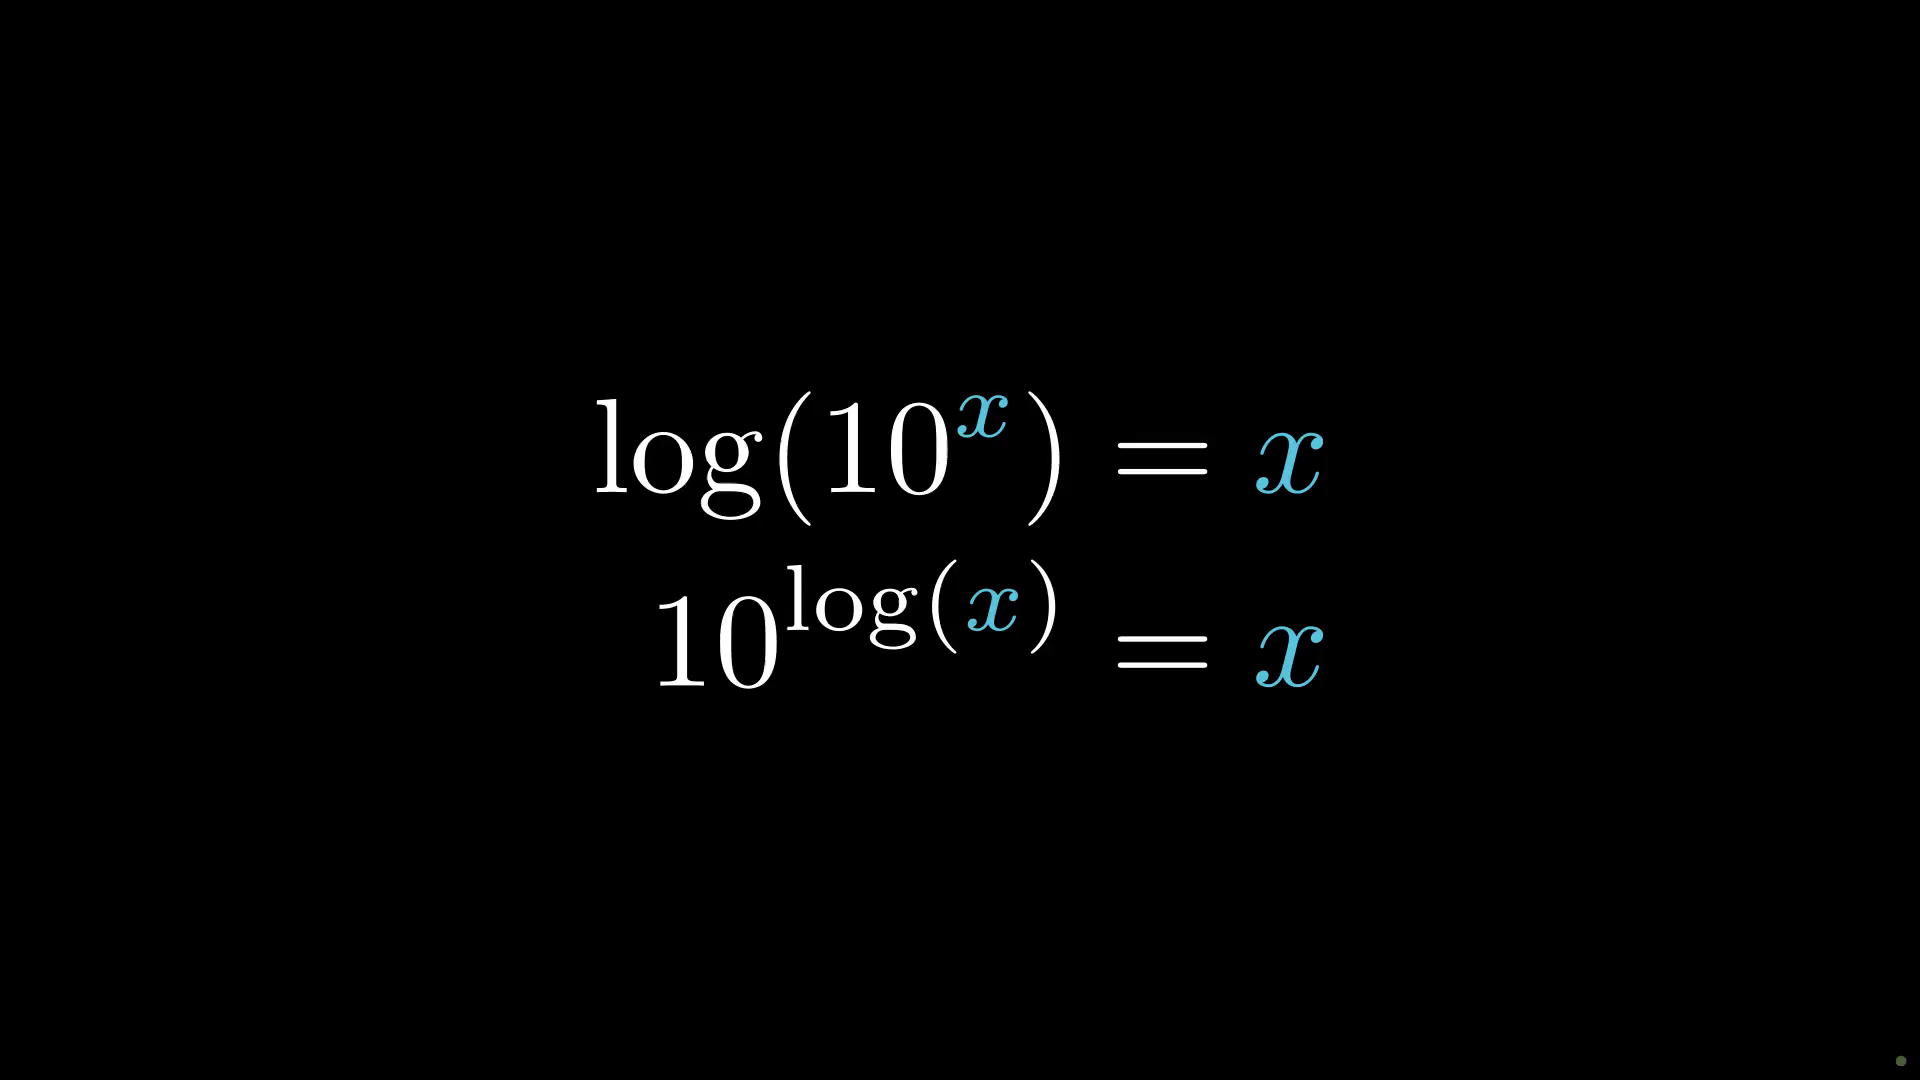 log(10^x) = x
10^log(x) = x